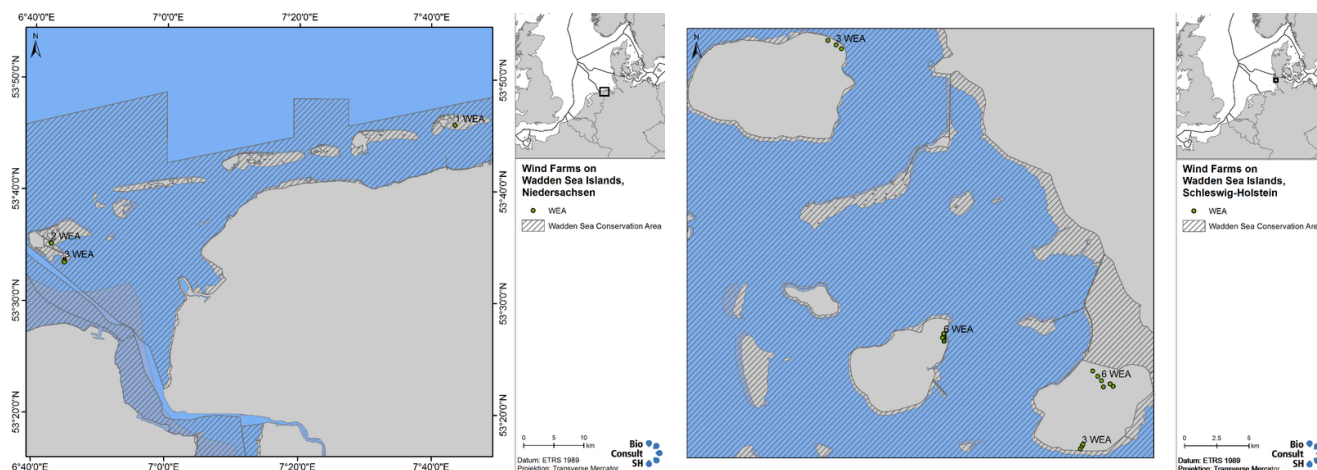 6°40'0"E
7°0'0"E
7°20'0"E
7°40'0"E
53°50'0"N
53°40'0"N
53°30'0"N
53°20'0"N
N
1 WEA
2 WEA
3 WEA
53°50'0"N
53°40'0"N
53°30'0"N
53°20'0"N
6°40'0"E
7°0'0"E
7°20'0"E
7°40'0"E
Wind Farms on
Wadden Sea Islands,
Niedersachsen
WEA
Wadden Sea Conservation Area
0 5 10
km
Datum: ETRS 1989
Projektion: Transverse Mercator
Bio
Consult
SH
N
3 WEA
6 WEA
6 WEA
3 WEA
Wind Farms on
Wadden Sea Islands,
Schleswig-Holstein
WEA
Wadden Sea Conservation Area
0 2.5 5
km
Datum: ETRS 1989
Projektion: Transverse Mercator
Bio
Consult
SH